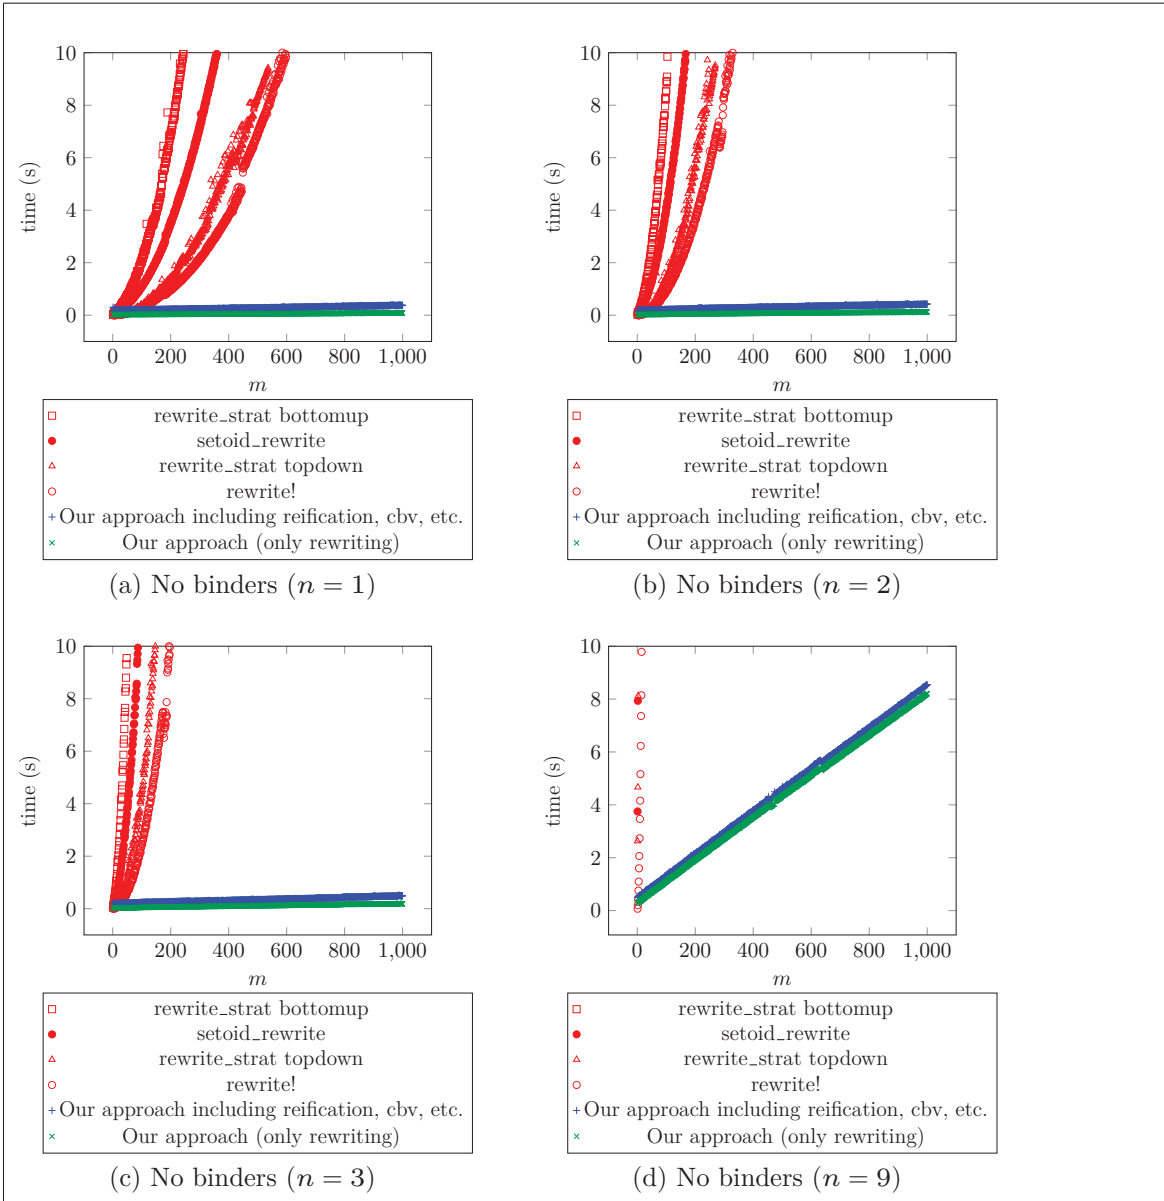 10
8
6
4
2
0
time (s)
0 200 400 600 800 1,000
m
rewrite_strat bottomup
setoid_rewrite
rewrite_strat topdown
rewrite!
Our approach including reification, cbv, etc.
Our approach (only rewriting)
(a) No binders (n = 1)
10
8
6
4
2
0
time (s)
0 200 400 600 800 1,000
m
rewrite_strat bottomup
setoid_rewrite
rewrite_strat topdown
rewrite!
Our approach including reification, cbv, etc.
Our approach (only rewriting)
(b) No binders (n = 2)
10
8
6
4
2
0
time (s)
0 200 400 600 800 1,000
m
rewrite_strat bottomup
setoid_rewrite
rewrite_strat topdown
rewrite!
Our approach including reification, cbv, etc.
Our approach (only rewriting)
(c) No binders (n = 3)
10
8
6
4
2
0
time (s)
0 200 400 600 800 1,000
m
rewrite_strat bottomup
setoid_rewrite
rewrite_strat topdown
rewrite!
Our approach including reification, cbv, etc.
Our approach (only rewriting)
(d) No binders (n = 9)